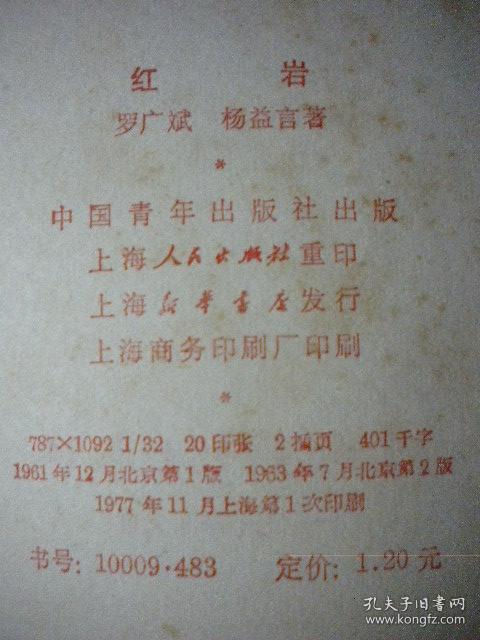 红 岩
罗广斌 杨益言著
*
中国青年出版社出版
上海人民出版社重印
上海新华书店发行
上海商务印刷厂印刷
*
787×1092 1/32 20印张 2插页 401千字
1961年12月北京第1版 1963年7月北京第2版
1977年11月上海第1次印刷
书号: 10009·483 定价: 1.20元
孔夫子旧书网
www.kongfz.com